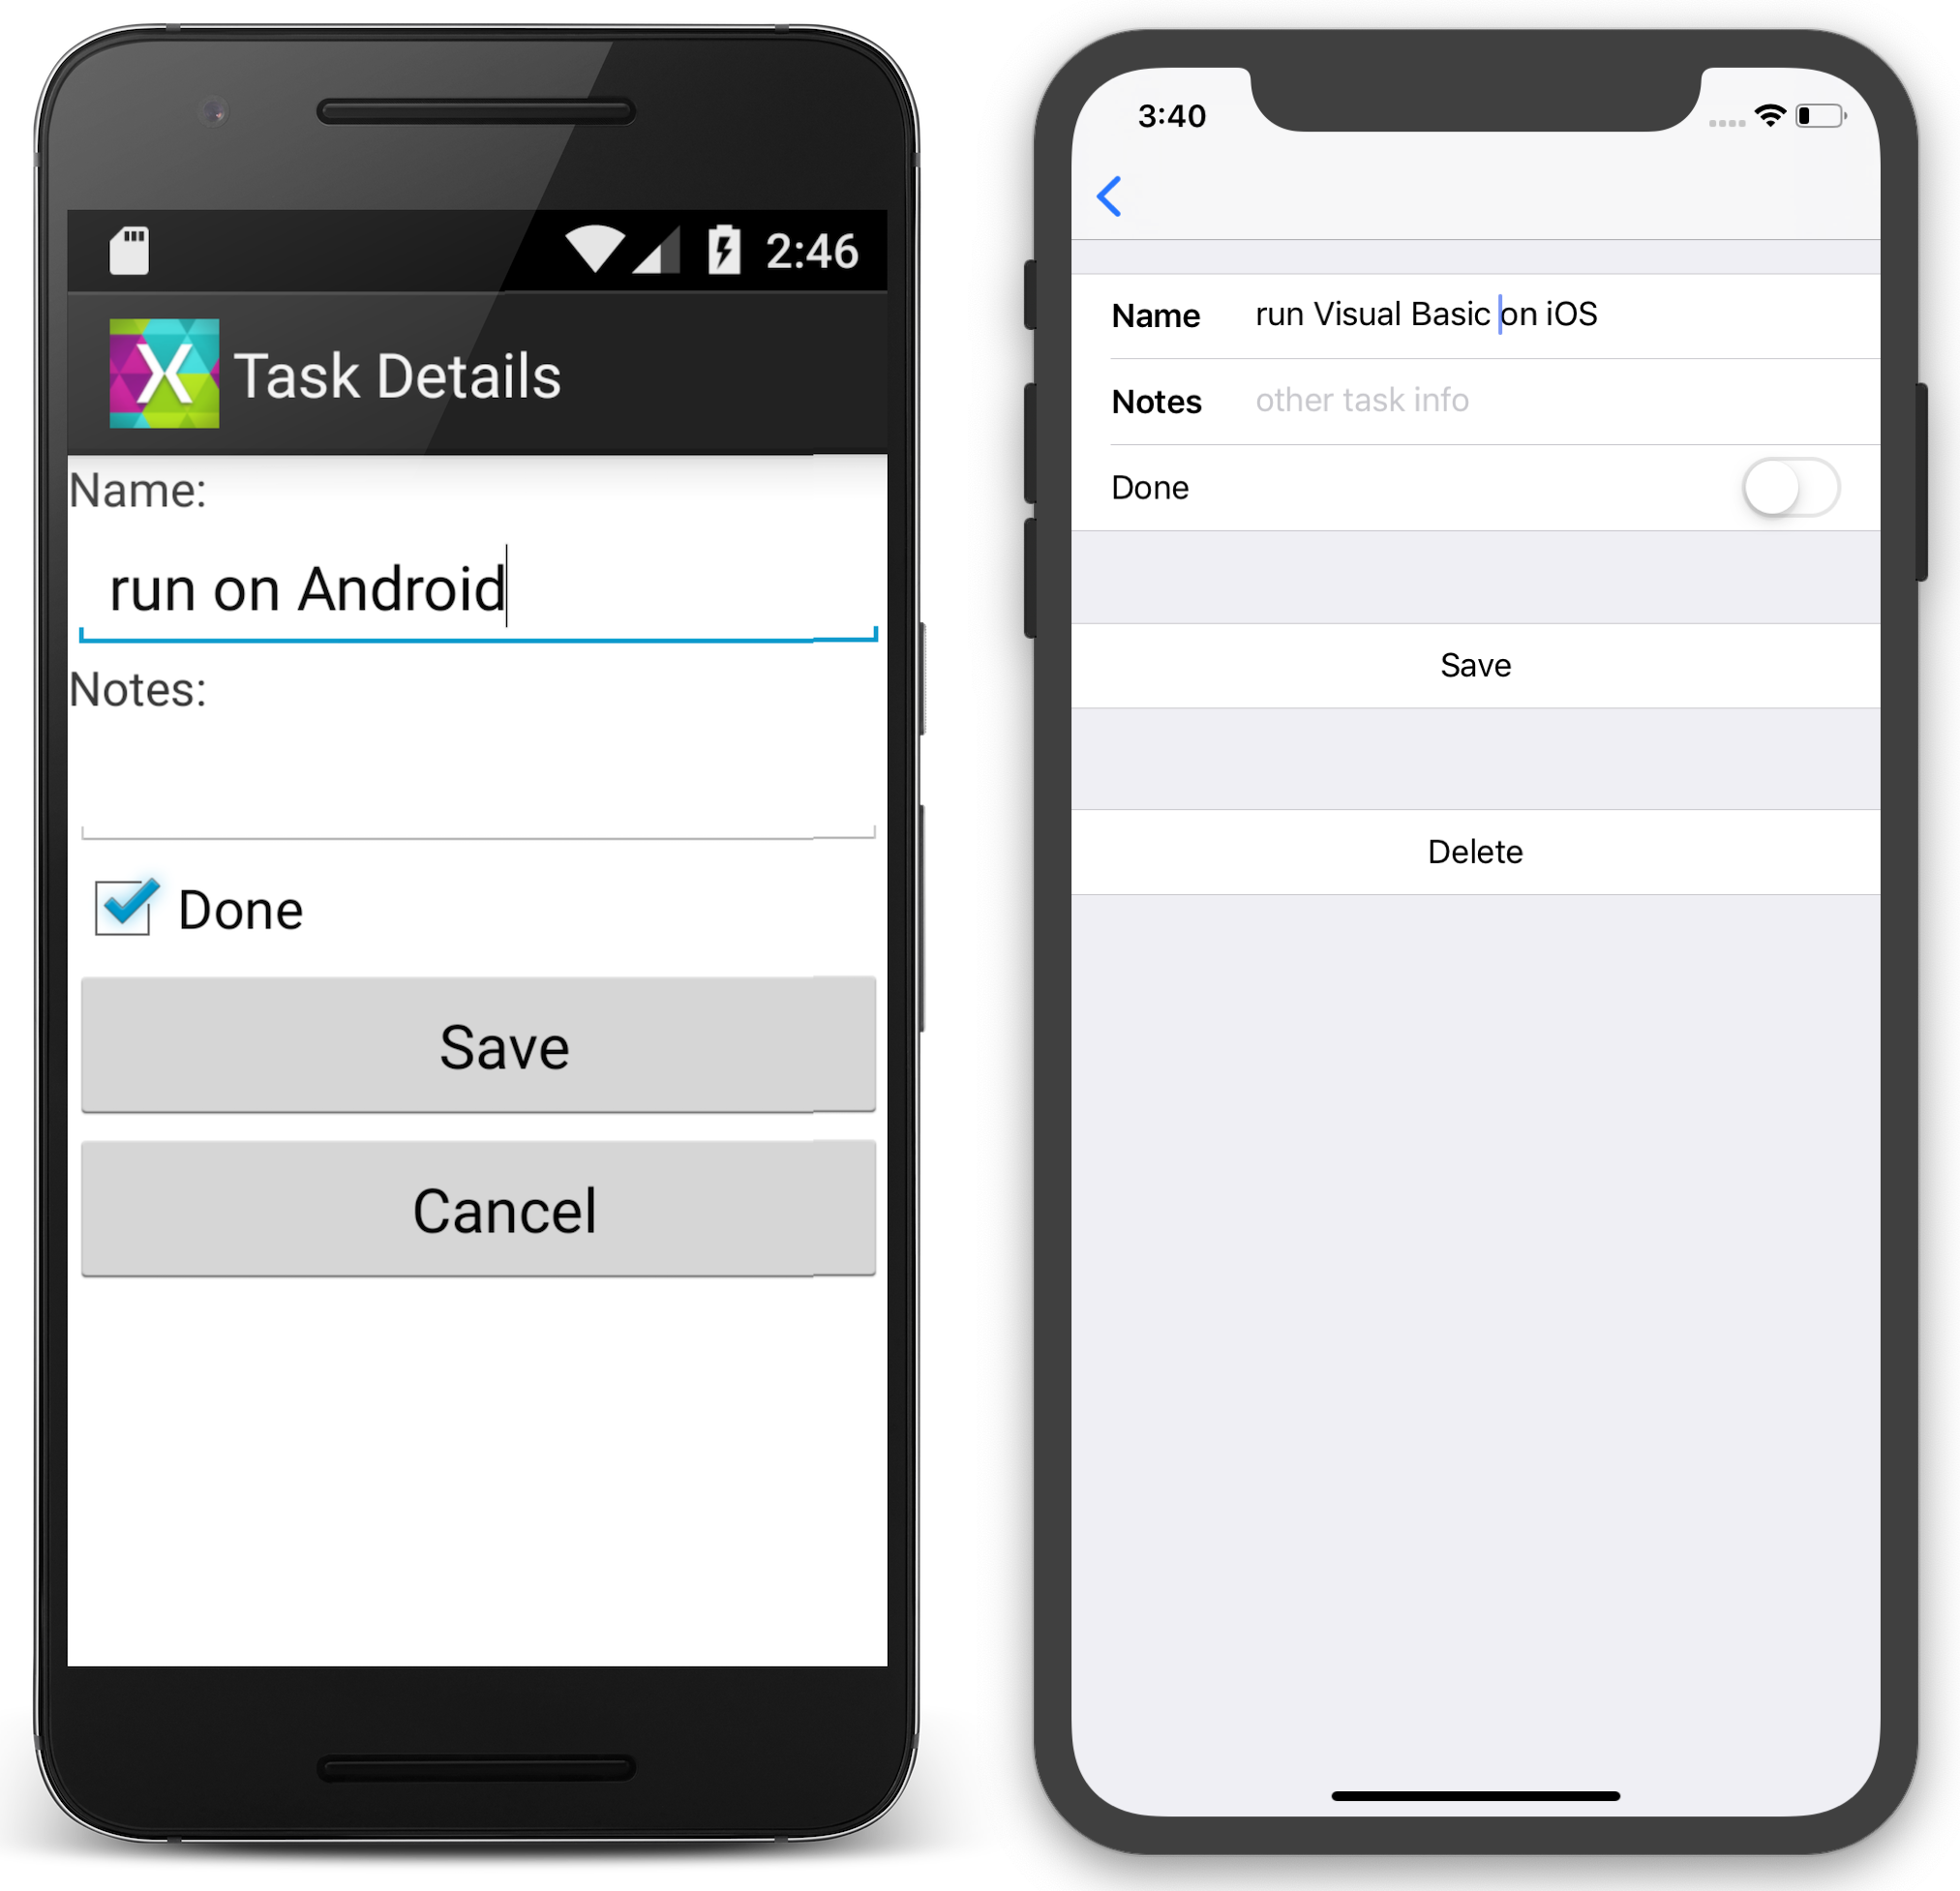 2:46
X Task Details
Name:
run on Android
Notes:
Done
Save
Cancel
3:40
Name run Visual Basic on iOS
Notes other task info
Done
Save
Delete